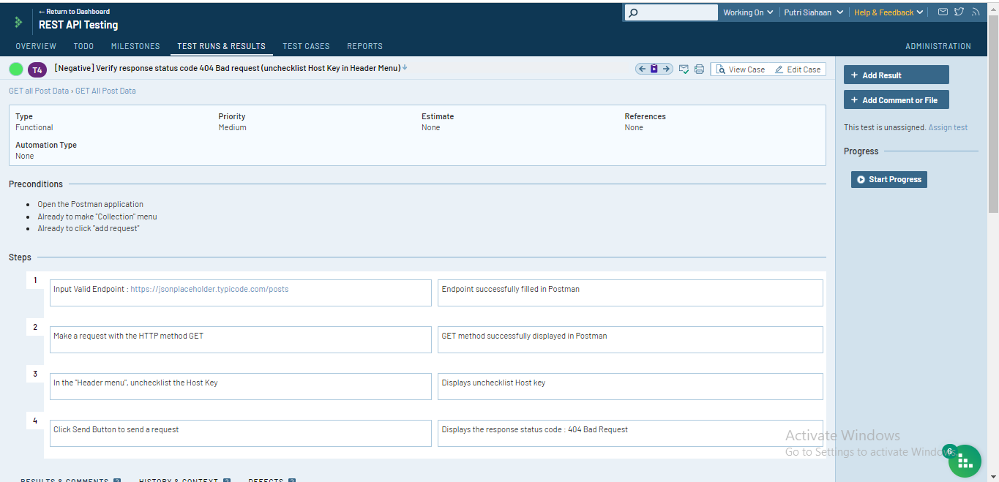 ← Return to Dashboard
REST API Testing
Working On
Putri Siahaan
Help & Feedback
OVERVIEW TODO MILESTONES TEST RUNS & RESULTS TEST CASES REPORTS ADMINISTRATION
T4 [Negative] Verify response status code 404 Bad request (unchecklist Host Key in Header Menu)
View Case Edit Case
GET all Post Data › GET All Post Data
Type Priority Estimate References
Functional Medium None None
Automation Type
None
+ Add Result
+ Add Comment or File
This test is unassigned. Assign test
Progress
Start Progress
Preconditions
• Open the Postman application
• Already to make "Collection" menu
• Already to click "add request"
Steps
1 Input Valid Endpoint : https://jsonplaceholder.typicode.com/posts Endpoint successfully filled in Postman
2 Make a request with the HTTP method GET GET method successfully displayed in Postman
3 In the "Header menu", unchecklist the Host Key Displays unchecklist Host key
4 Click Send Button to send a request Displays the response status code : 404 Bad Request
Activate Windows
Go to Settings to activate Windows.
6
RESULTS & COMMENTS ? HISTORY & CONTEXT ? DEFECTS ?